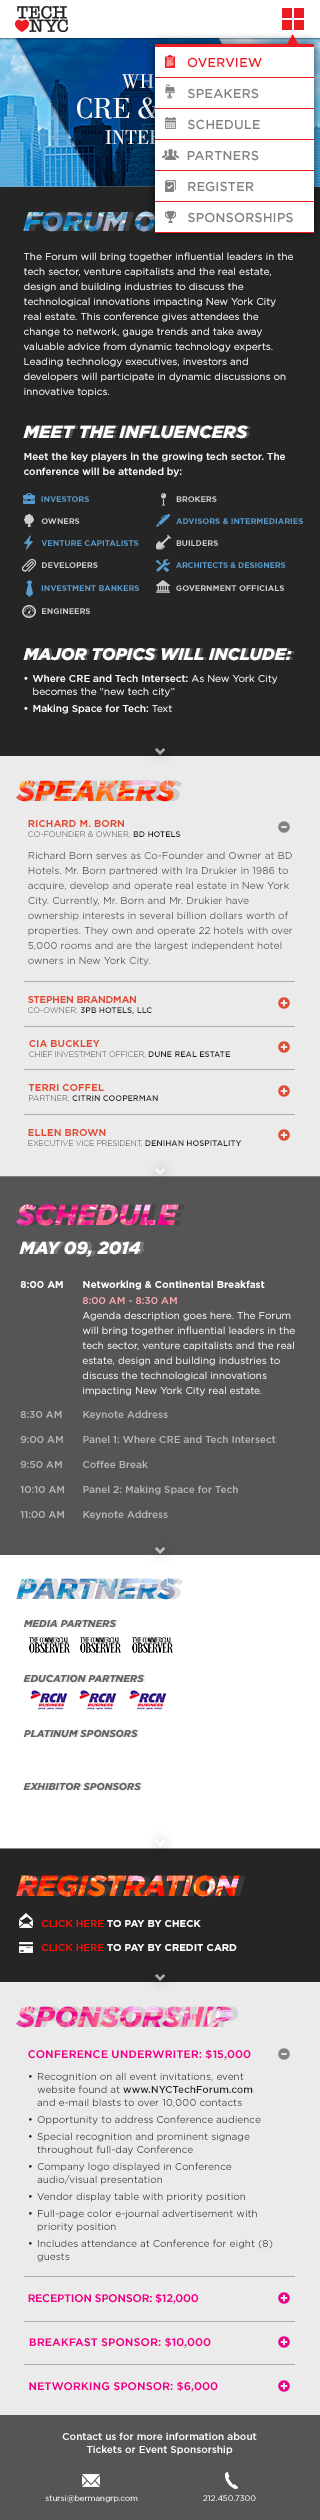 TECH
NYC
OVERVIEW
SPEAKERS
SCHEDULE
PARTNERS
REGISTER
SPONSORSHIPS
CRE &
FORUM
The Forum will bring together influential leaders in the
tech sector, venture capitalists and the real estate,
design and building industries to discuss the
technological innovations impacting New York City
real estate. This conference gives attendees the
change to network, gauge trends and take away
valuable advice from dynamic technology experts.
Leading technology executives, investors and
developers will participate in dynamic discussions on
innovative topics.
MEET THE INFLUENCERS
Meet the key players in the growing tech sector. The
conference will be attended by:
INVESTORS
BROKERS
OWNERS
ADVISORS & INTERMEDIARIES
VENTURE CAPITALISTS
BUILDERS
DEVELOPERS
ARCHITECTS & DESIGNERS
INVESTMENT BANKERS
GOVERNMENT OFFICIALS
ENGINEERS
MAJOR TOPICS WILL INCLUDE:
• Where CRE and Tech Intersect: As New York City
becomes the “new tech city”
• Making Space for Tech: Text
SPEAKERS
RICHARD M. BORN
CO-FOUNDER & OWNER, BD HOTELS
Richard Born serves as Co-Founder and Owner at BD
Hotels. Mr. Born partnered with Ira Drukier in 1986 to
acquire, develop and operate real estate in New York
City. Currently, Mr. Born and Mr. Drukier have
ownership interests in several billion dollars worth of
properties. They own and operate 22 hotels with over
5,000 rooms and are the largest independent hotel
owners in New York City.
STEPHEN BRANDMAN
CO-OWNER, 3PB HOTELS, LLC
CIA BUCKLEY
CHIEF INVESTMENT OFFICER, DUNE REAL ESTATE
TERRI COFFEL
PARTNER, CITRIN COOPERMAN
ELLEN BROWN
EXECUTIVE VICE PRESIDENT, DENIHAN HOSPITALITY
SCHEDULE
MAY 09, 2014
8:00 AM Networking & Continental Breakfast
8:00 AM - 8:30 AM
Agenda description goes here. The Forum
will bring together influential leaders in the
tech sector, venture capitalists and the real
estate, design and building industries to
discuss the technological innovations
impacting New York City real estate.
8:30 AM Keynote Address
9:00 AM Panel 1: Where CRE and Tech Intersect
9:50 AM Coffee Break
10:10 AM Panel 2: Making Space for Tech
11:00 AM Keynote Address
PARTNERS
MEDIA PARTNERS
THE COMMERCIAL THE COMMERCIAL THE COMMERCIAL
OBSERVER OBSERVER OBSERVER
EDUCATION PARTNERS
RCN RCN RCN
BUSINESS BUSINESS BUSINESS
PLATINUM SPONSORS
EXHIBITOR SPONSORS
REGISTRATION
CLICK HERE TO PAY BY CHECK
CLICK HERE TO PAY BY CREDIT CARD
SPONSORSHIP
CONFERENCE UNDERWRITER: $15,000
• Recognition on all event invitations, event
website found at www.NYCTechForum.com
and e-mail blasts to over 10,000 contacts
• Opportunity to address Conference audience
• Special recognition and prominent signage
throughout full-day Conference
• Company logo displayed in Conference
audio/visual presentation
• Vendor display table with priority position
• Full-page color e-journal advertisement with
priority position
• Includes attendance at Conference for eight (8)
guests
RECEPTION SPONSOR: $12,000
BREAKFAST SPONSOR: $10,000
NETWORKING SPONSOR: $6,000
Contact us for more information about
Tickets or Event Sponsorship
stursi@bermangrp.com
212.450.7300